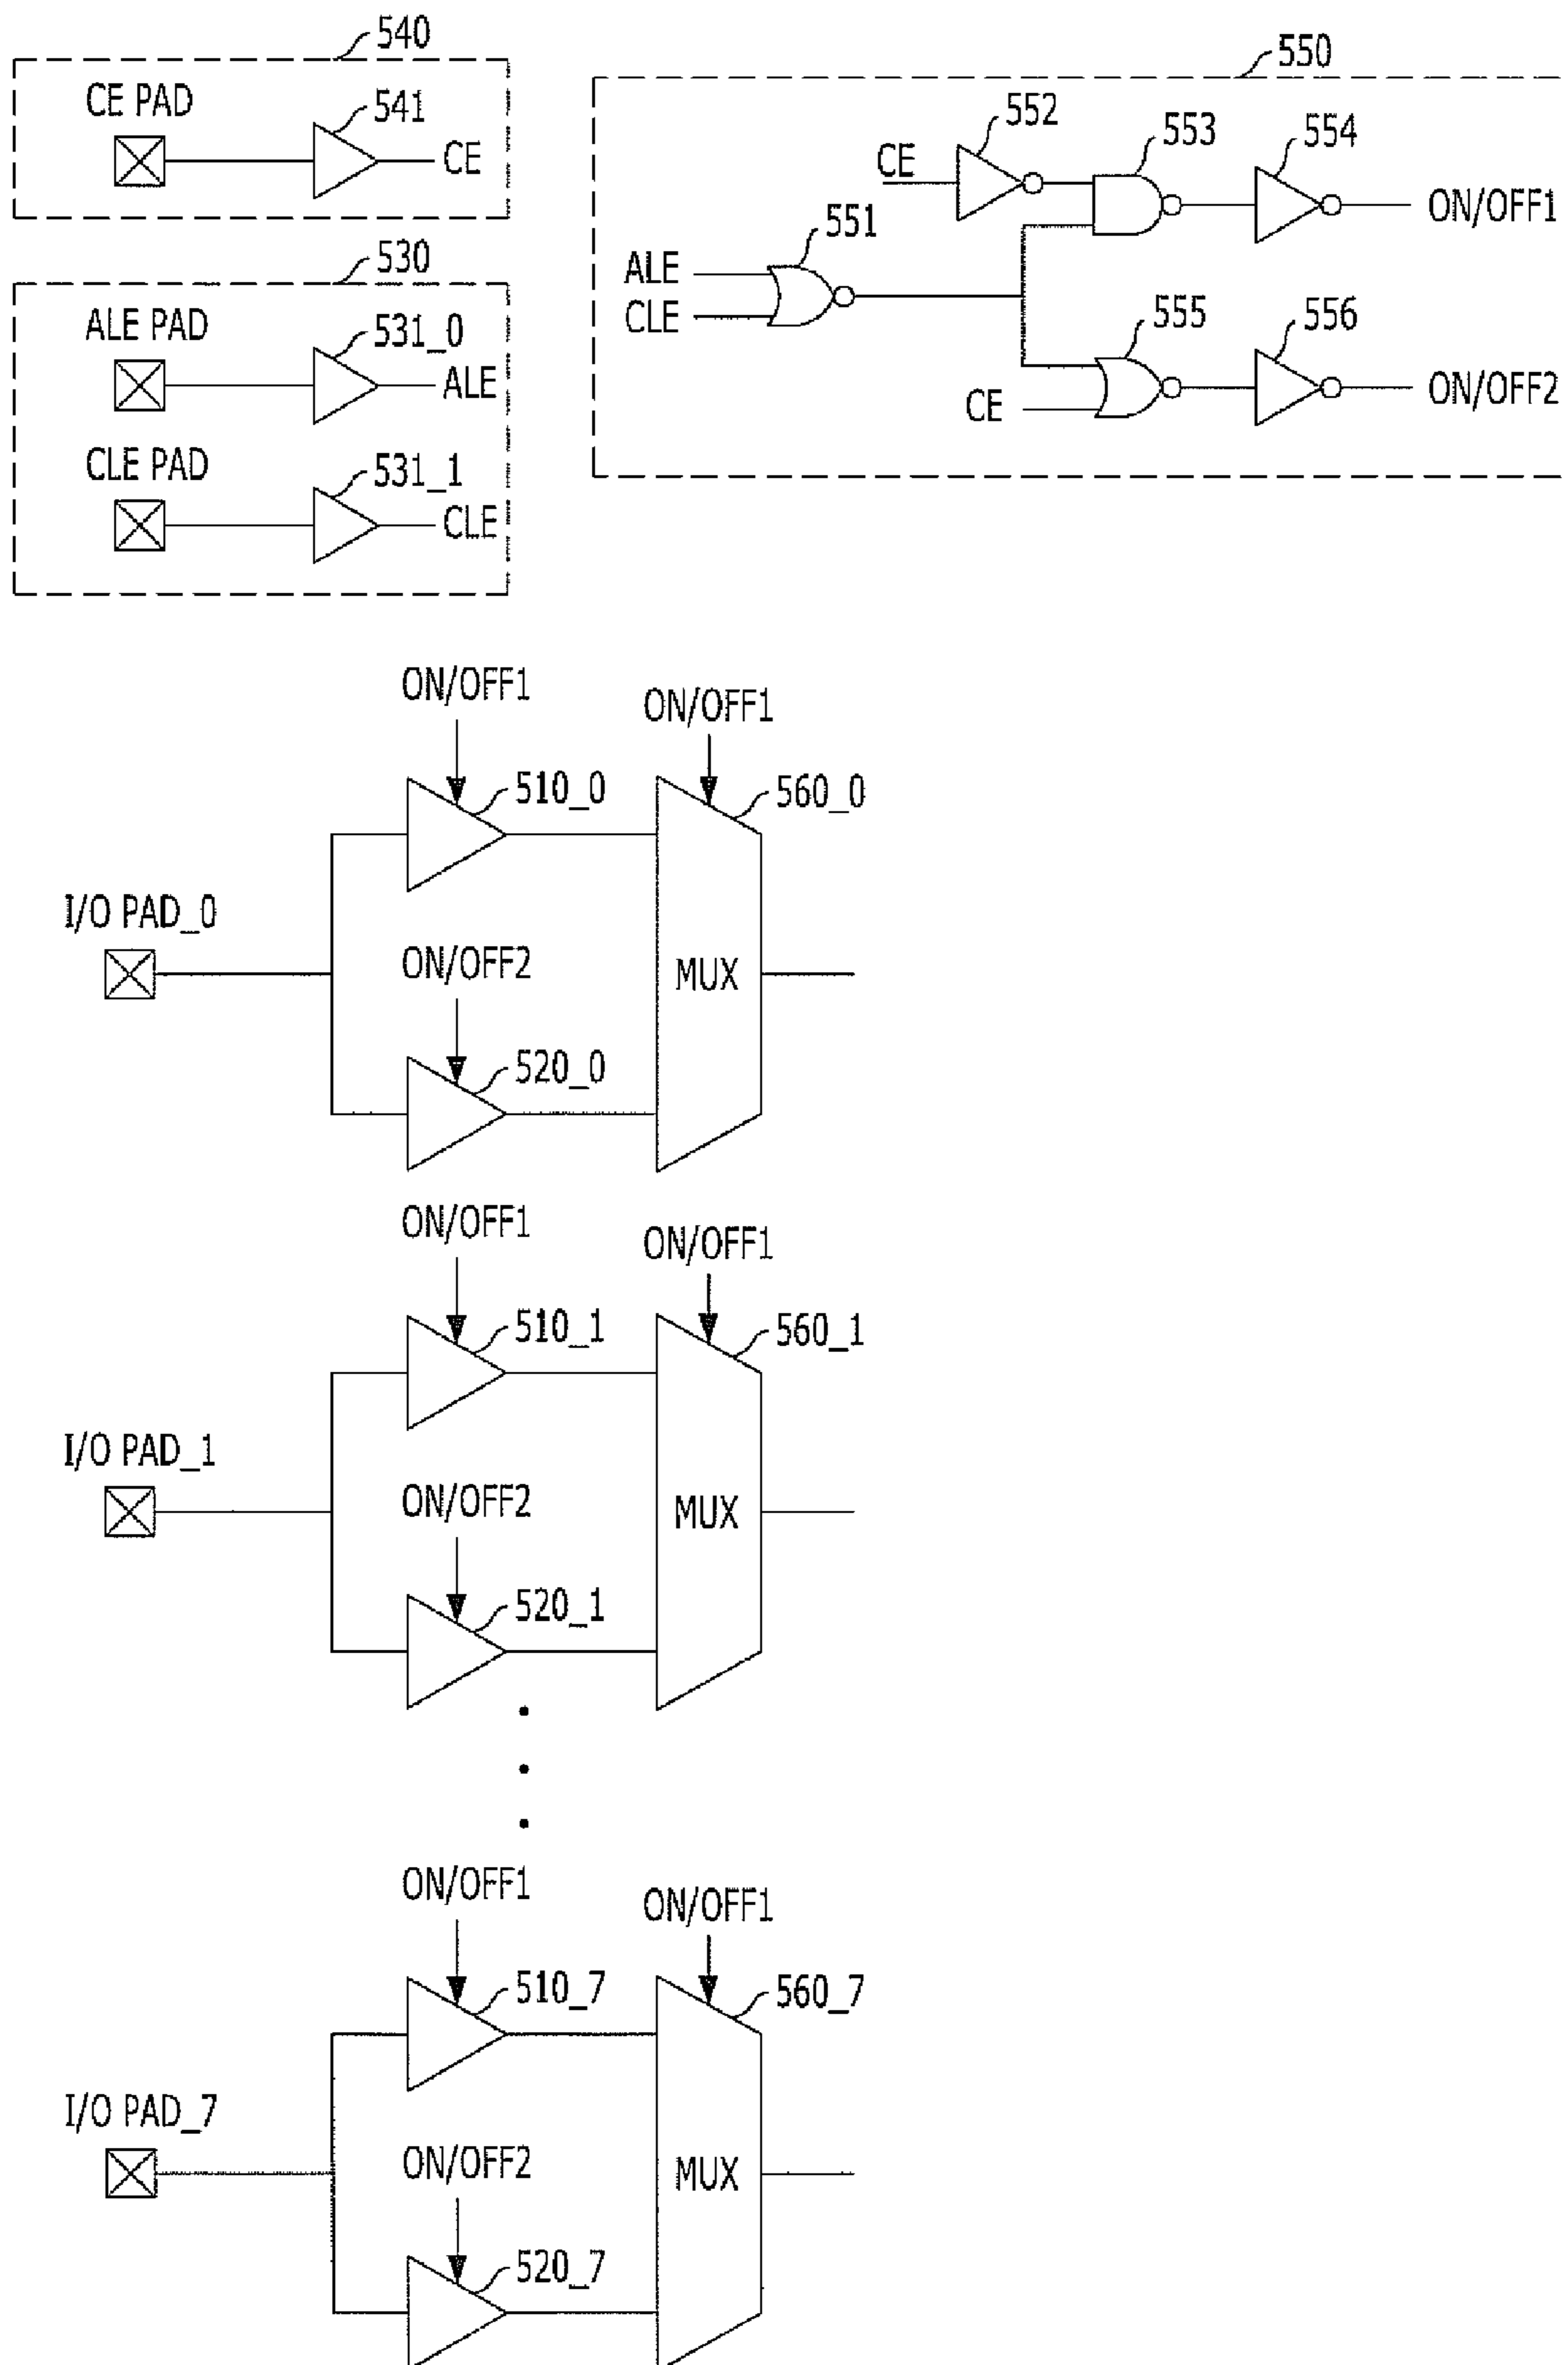 540
CE PAD
541
CE
530
ALE PAD
531_0
ALE
CLE PAD
531_1
CLE
550
552
553
554
CE
ON/OFF1
551
ALE
CLE
555
556
CE
ON/OFF2
ON/OFF1
ON/OFF1
510_0
560_0
I/O PAD_0
ON/OFF2
MUX
520_0
ON/OFF1
ON/OFF1
510_1
560_1
I/O PAD_1
ON/OFF2
MUX
520_1
ON/OFF1
ON/OFF1
510_7
560_7
I/O PAD_7
ON/OFF2
MUX
520_7